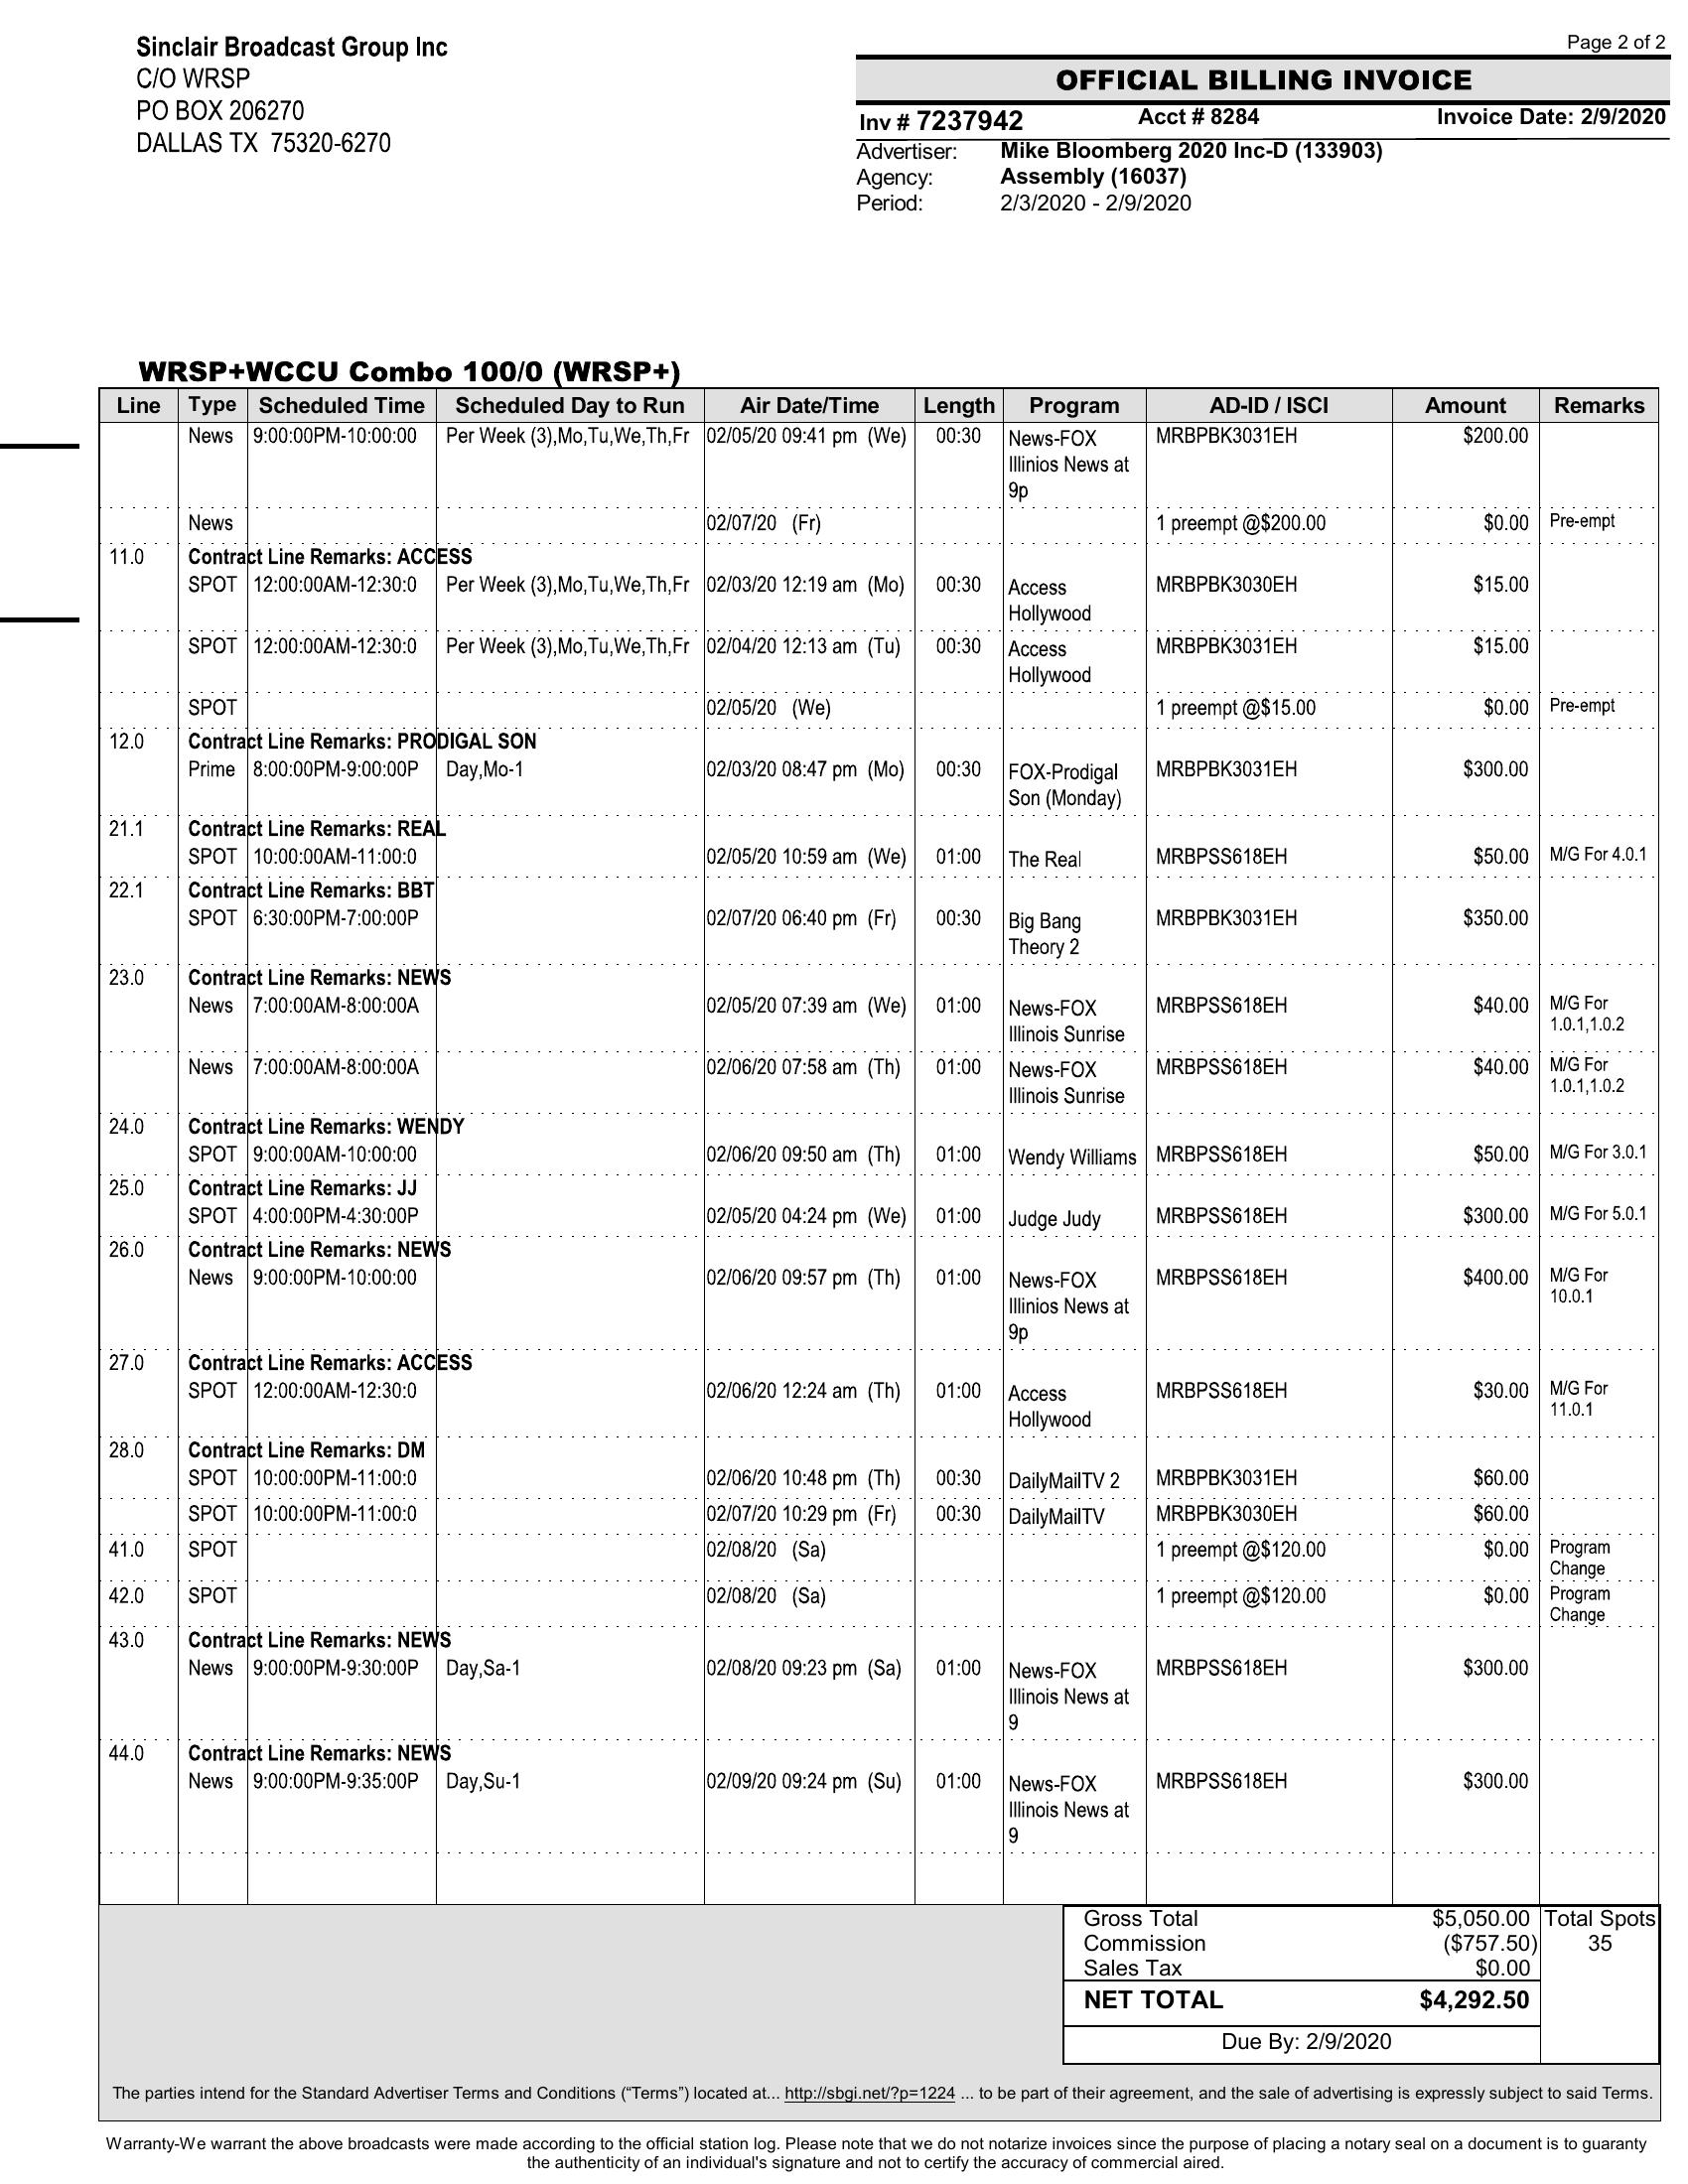 Sinclair Broadcast Group Inc
C/O WRSP
PO BOX 206270
DALLAS TX 75320-6270
Page 2 of 2
OFFICIAL BILLING INVOICE
Inv # 7237942 Acct # 8284 Invoice Date: 2/9/2020
Advertiser: Mike Bloomberg 2020 Inc-D (133903)
Agency: Assembly (16037)
Period: 2/3/2020 - 2/9/2020
WRSP+WCCU Combo 100/0 (WRSP+)
Line Type Scheduled Time Scheduled Day to Run Air Date/Time Length Program AD-ID / ISCI Amount Remarks
News 9:00:00PM-10:00:00 Per Week (3),Mo,Tu,We,Th,Fr 02/05/20 09:41 pm (We) 00:30 News-FOX MRBPBK3031EH $200.00
Illinios News at
9p
News 02/07/20 (Fr) 1 preempt @$200.00 $0.00 Pre-empt
11.0 Contract Line Remarks: ACCESS
SPOT 12:00:00AM-12:30:0 Per Week (3),Mo,Tu,We,Th,Fr 02/03/20 12:19 am (Mo) 00:30 Access MRBPBK3030EH $15.00
Hollywood
SPOT 12:00:00AM-12:30:0 Per Week (3),Mo,Tu,We,Th,Fr 02/04/20 12:13 am (Tu) 00:30 Access MRBPBK3031EH $15.00
Hollywood
SPOT 02/05/20 (We) 1 preempt @$15.00 $0.00 Pre-empt
12.0 Contract Line Remarks: PRODIGAL SON
Prime 8:00:00PM-9:00:00P Day,Mo-1 02/03/20 08:47 pm (Mo) 00:30 FOX-Prodigal MRBPBK3031EH $300.00
Son (Monday)
21.1 Contract Line Remarks: REAL
SPOT 10:00:00AM-11:00:0 02/05/20 10:59 am (We) 01:00 The Real MRBPSS618EH $50.00 M/G For 4.0.1
22.1 Contract Line Remarks: BBT
SPOT 6:30:00PM-7:00:00P 02/07/20 06:40 pm (Fr) 00:30 Big Bang MRBPBK3031EH $350.00
Theory 2
23.0 Contract Line Remarks: NEWS
News 7:00:00AM-8:00:00A 02/05/20 07:39 am (We) 01:00 News-FOX MRBPSS618EH $40.00 M/G For
Illinois Sunrise 1.0.1,1.0.2
News 7:00:00AM-8:00:00A 02/06/20 07:58 am (Th) 01:00 News-FOX MRBPSS618EH $40.00 M/G For
Illinois Sunrise 1.0.1,1.0.2
24.0 Contract Line Remarks: WENDY
SPOT 9:00:00AM-10:00:00 02/06/20 09:50 am (Th) 01:00 Wendy Williams MRBPSS618EH $50.00 M/G For 3.0.1
25.0 Contract Line Remarks: JJ
SPOT 4:00:00PM-4:30:00P 02/05/20 04:24 pm (We) 01:00 Judge Judy MRBPSS618EH $300.00 M/G For 5.0.1
26.0 Contract Line Remarks: NEWS
News 9:00:00PM-10:00:00 02/06/20 09:57 pm (Th) 01:00 News-FOX MRBPSS618EH $400.00 M/G For
Illinios News at 10.0.1
9p
27.0 Contract Line Remarks: ACCESS
SPOT 12:00:00AM-12:30:0 02/06/20 12:24 am (Th) 01:00 Access MRBPSS618EH $30.00 M/G For
Hollywood 11.0.1
28.0 Contract Line Remarks: DM
SPOT 10:00:00PM-11:00:0 02/06/20 10:48 pm (Th) 00:30 DailyMailTV 2 MRBPBK3031EH $60.00
SPOT 10:00:00PM-11:00:0 02/07/20 10:29 pm (Fr) 00:30 DailyMailTV MRBPBK3030EH $60.00
41.0 SPOT 02/08/20 (Sa) 1 preempt @$120.00 $0.00 Program
Change
42.0 SPOT 02/08/20 (Sa) 1 preempt @$120.00 $0.00 Program
Change
43.0 Contract Line Remarks: NEWS
News 9:00:00PM-9:30:00P Day,Sa-1 02/08/20 09:23 pm (Sa) 01:00 News-FOX MRBPSS618EH $300.00
Illinois News at
9
44.0 Contract Line Remarks: NEWS
News 9:00:00PM-9:35:00P Day,Su-1 02/09/20 09:24 pm (Su) 01:00 News-FOX MRBPSS618EH $300.00
Illinois News at
9
Gross Total $5,050.00 Total Spots
Commission ($757.50) 35
Sales Tax $0.00
NET TOTAL $4,292.50
Due By: 2/9/2020
The parties intend for the Standard Advertiser Terms and Conditions (“Terms”) located at... http://sbgi.net/?p=1224 ... to be part of their agreement, and the sale of advertising is expressly subject to said Terms.
Warranty-We warrant the above broadcasts were made according to the official station log. Please note that we do not notarize invoices since the purpose of placing a notary seal on a document is to guaranty
the authenticity of an individual's signature and not to certify the accuracy of commercial aired.